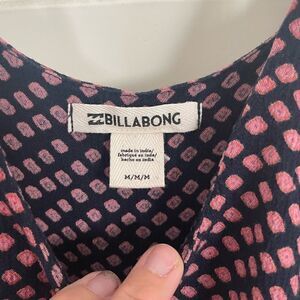 BILLABONG
made in india/
fabriqué en inde/
hecho en india
M/M/M